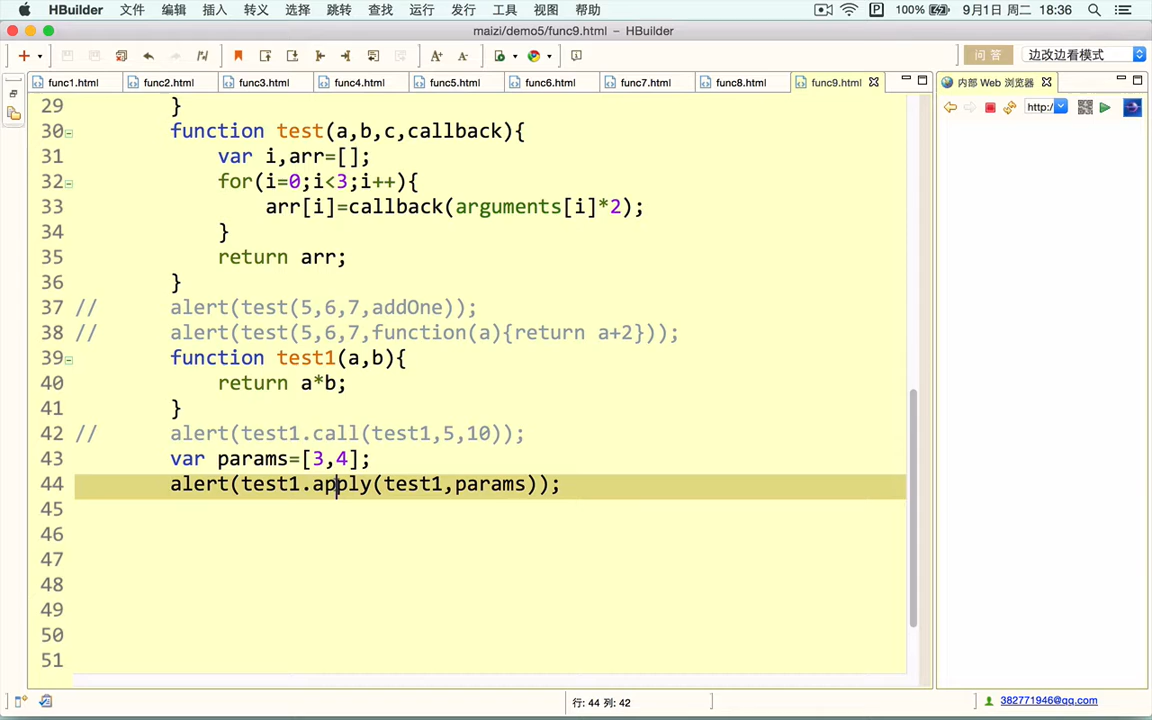 HBuilder 文件 编辑 插入 转义 选择 跳转 查找 运行 发行 工具 视图 帮助 100% 9月1日 周二 18:36
maizi/demo5/func9.html – HBuilder
问答 边改边看模式
func1.html func2.html func3.html func4.html func5.html func6.html func7.html func8.html func9.html 内部 Web 浏览器
http:/
29 }
30 function test(a,b,c,callback){
31 var i,arr=[];
32 for(i=0;i<3;i++){
33 arr[i]=callback(arguments[i]*2);
34 }
35 return arr;
36 }
37 // alert(test(5,6,7,addOne));
38 // alert(test(5,6,7,function(a){return a+2}));
39 function test1(a,b){
40 return a*b;
41 }
42 // alert(test1.call(test1,5,10));
43 var params=[3,4];
44 alert(test1.apply(test1,params));
45
46
47
48
49
50
51
行: 44 列: 42 382771946@qq.com